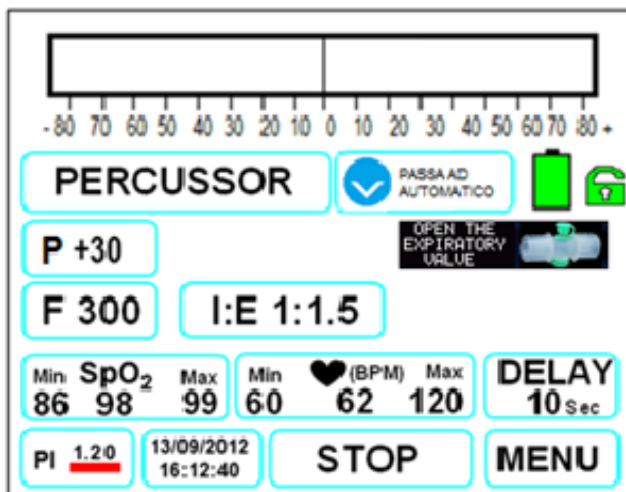 - 80 70 60 50 40 30 20 10 0 10 20 30 40 50 60 70 80 +
PERCUSSOR
PASSA AD
AUTOMATICO
P +30
OPEN THE
EXPIRATORY
VALVE
F 300
I:E 1:1.5
Min SpO₂ Max
86 98 99
Min (BPM) Max
60 62 120
DELAY
10 Sec
PI 1.20
13/09/2012
16:12:40
STOP
MENU